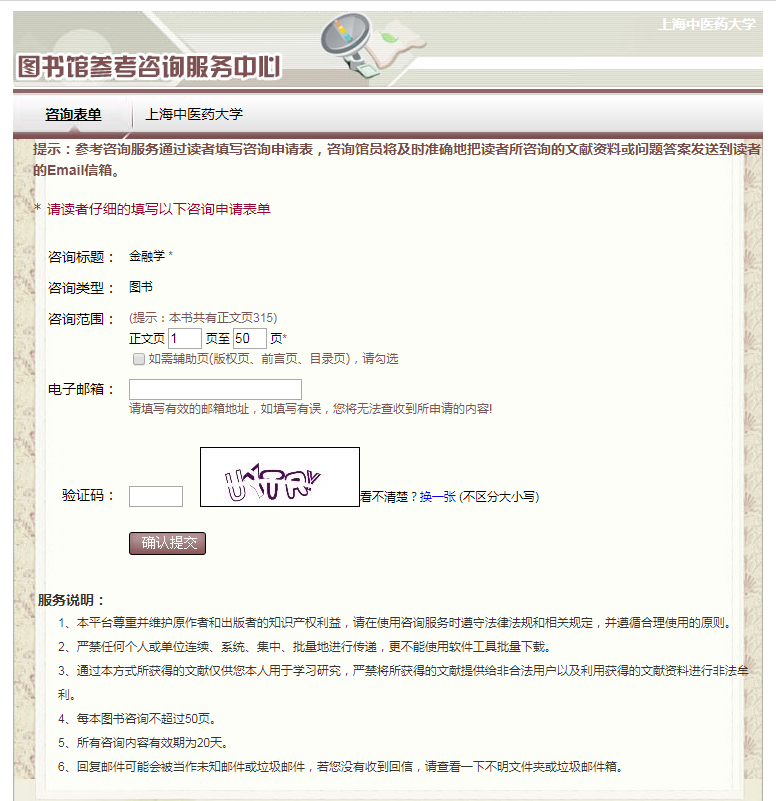 上海中医药大学
图书馆参考咨询服务中心
咨询表单 上海中医药大学
提示：参考咨询服务通过读者填写咨询申请表，咨询馆员将及时准确地把读者所咨询的文献资料或问题答案发送到读者
的Email信箱。
* 请读者仔细的填写以下咨询申请表单
咨询标题： 金融学 *
咨询类型： 图书
咨询范围： (提示：本书共有正文页315)
正文页 1 页至 50 页*
如需辅助页(版权页、前言页、目录页)，请勾选
电子邮箱：
请填写有效的邮箱地址，如填写有误，您将无法查收到所申请的内容!
验证码： 看不清楚？换一张 (不区分大小写)
确认提交
服务说明：
1、本平台尊重并维护原作者和出版者的知识产权利益，请在使用咨询服务时遵守法律法规和相关规定，并遵循合理使用的原则。
2、严禁任何个人或单位连续、系统、集中、批量地进行传递，更不能使用软件工具批量下载。
3、通过本方式所获得的文献仅供您本人用于学习研究，严禁将所获得的文献提供给非合法用户以及利用获得的文献资料进行非法牟
利。
4、每本图书咨询不超过50页。
5、所有咨询内容有效期为20天。
6、回复邮件可能会被当作未知邮件或垃圾邮件，若您没有收到回信，请查看一下不明文件夹或垃圾邮件箱。